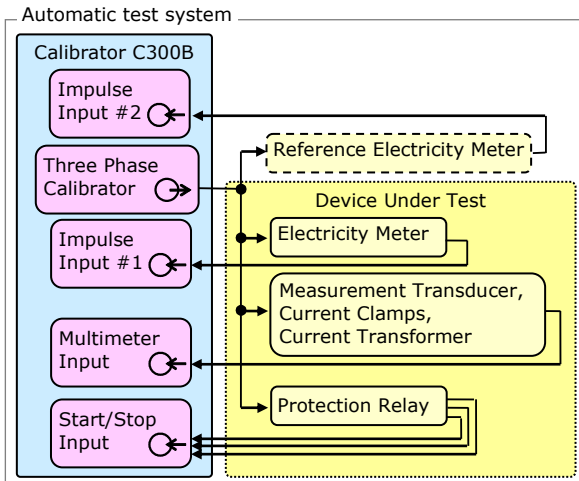 Automatic test system
Calibrator C300B
Impulse
Input #2
Three Phase
Calibrator
Impulse
Input #1
Multimeter
Input
Start/Stop
Input
Reference Electricity Meter
Device Under Test
Electricity Meter
Measurement Transducer,
Current Clamps,
Current Transformer
Protection Relay